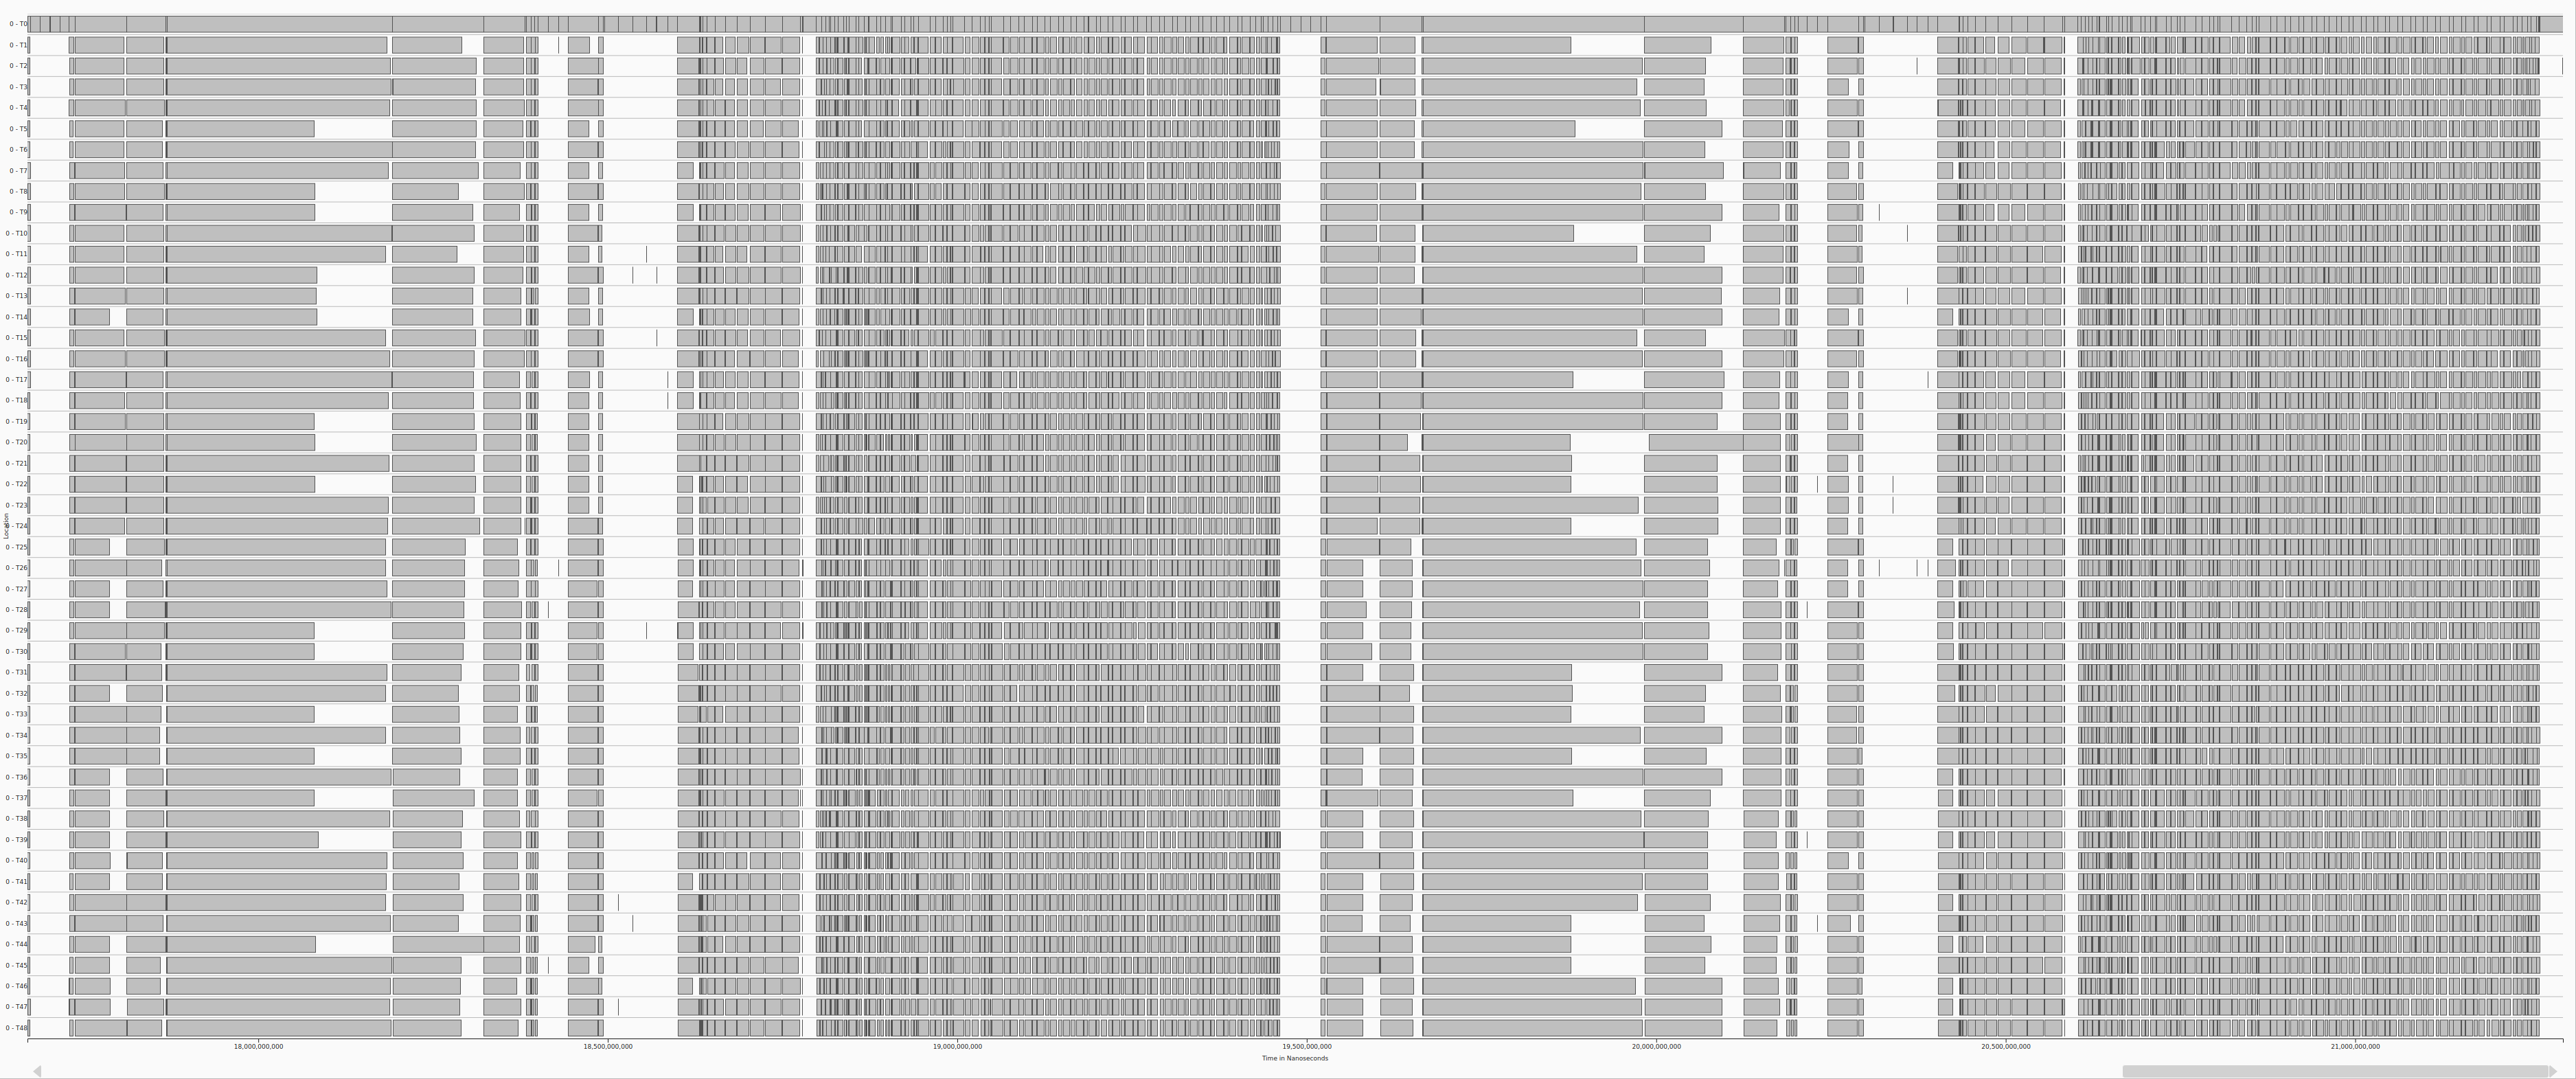 0 - T0
0 - T1
0 - T2
0 - T3
0 - T4
0 - T5
0 - T6
0 - T7
0 - T8
0 - T9
0 - T10
0 - T11
0 - T12
0 - T13
0 - T14
0 - T15
0 - T16
0 - T17
0 - T18
0 - T19
0 - T20
0 - T21
0 - T22
0 - T23
0 - T24
Location
0 - T25
0 - T26
0 - T27
0 - T28
0 - T29
0 - T30
0 - T31
0 - T32
0 - T33
0 - T34
0 - T35
0 - T36
0 - T37
0 - T38
0 - T39
0 - T40
0 - T41
0 - T42
0 - T43
0 - T44
0 - T45
0 - T46
0 - T47
0 - T48
18,000,000,000 18,500,000,000 19,000,000,000 19,500,000,000 20,000,000,000 20,500,000,000 21,000,000,000
Time in Nanoseconds